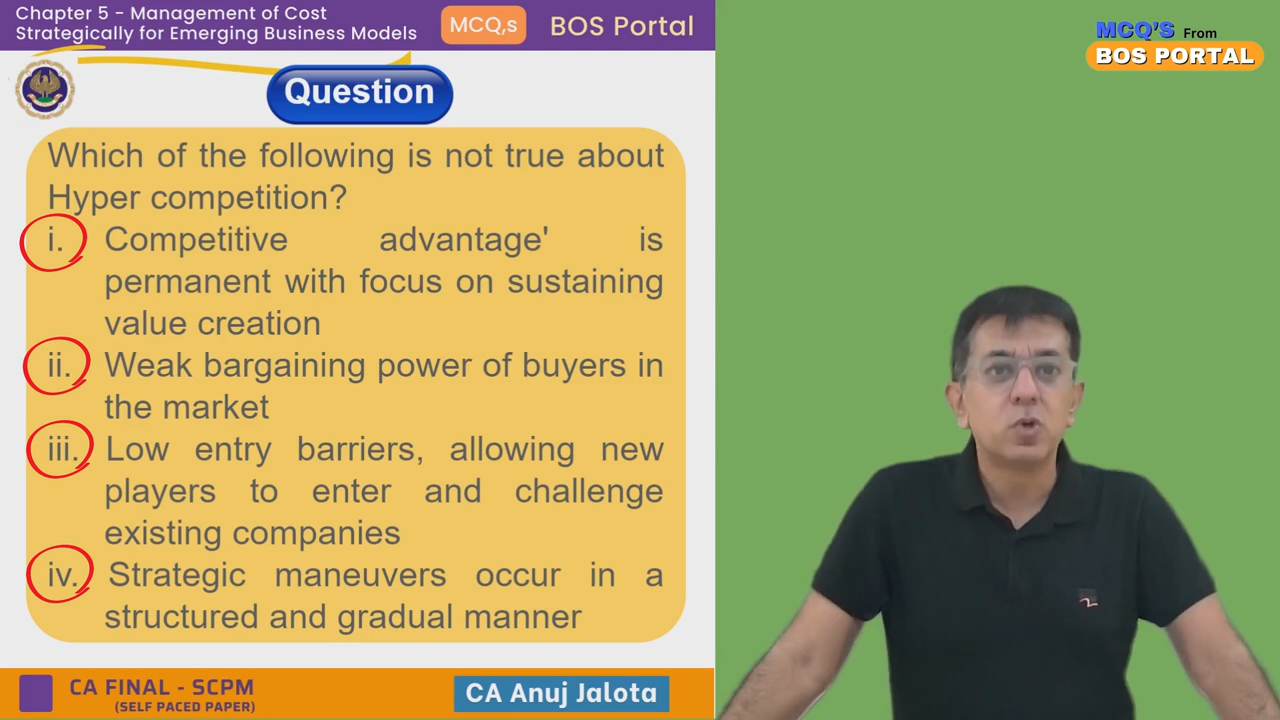 Chapter 5 - Management of Cost
Strategically for Emerging Business Models
MCQ,s
BOS Portal
MCQ'S From
BOS PORTAL
Question
Which of the following is not true about
Hyper competition?
i. Competitive advantage' is
permanent with focus on sustaining
value creation
ii. Weak bargaining power of buyers in
the market
iii. Low entry barriers, allowing new
players to enter and challenge
existing companies
iv. Strategic maneuvers occur in a
structured and gradual manner
CA FINAL - SCPM
(SELF PACED PAPER)
CA Anuj Jalota